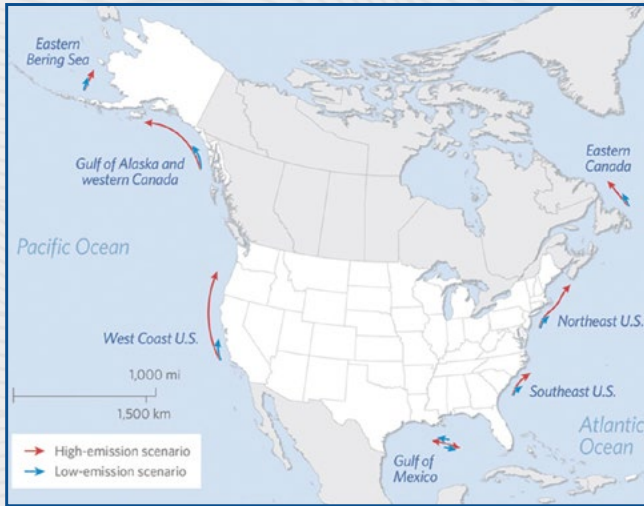 Eastern
Bering Sea
Gulf of Alaska and
western Canada
Eastern
Canada
Pacific Ocean
West Coast U.S.
Northeast U.S.
Southeast U.S.
1,000 mi
1,500 km
Atlantic
Ocean
Gulf of
Mexico
High-emission scenario
Low-emission scenario